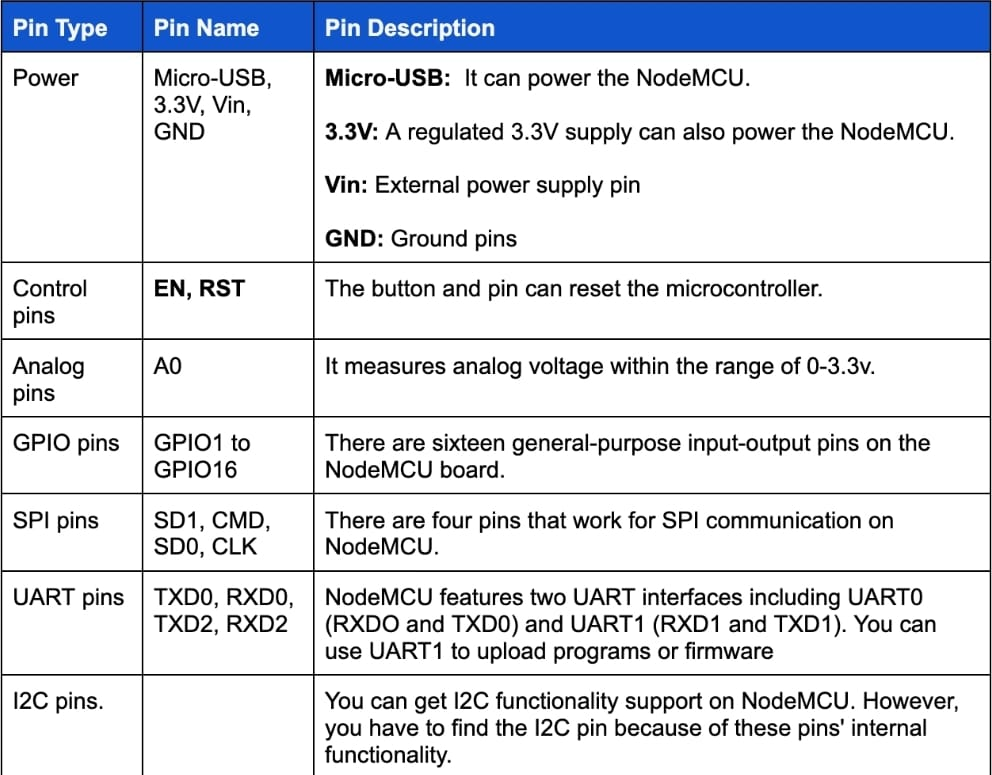 Pin Type Pin Name Pin Description
Power
Micro-USB,
3.3V, Vin,
GND
Micro-USB:  It can power the NodeMCU.
3.3V: A regulated 3.3V supply can also power the NodeMCU.
Vin: External power supply pin
GND: Ground pins
Control
pins
EN, RST
The button and pin can reset the microcontroller.
Analog
pins
A0
It measures analog voltage within the range of 0-3.3v.
GPIO pins
GPIO1 to
GPIO16
There are sixteen general-purpose input-output pins on the
NodeMCU board.
SPI pins
SD1, CMD,
SD0, CLK
There are four pins that work for SPI communication on
NodeMCU.
UART pins
TXD0, RXD0,
TXD2, RXD2
NodeMCU features two UART interfaces including UART0
(RXDO and TXD0) and UART1 (RXD1 and TXD1). You can
use UART1 to upload programs or firmware
I2C pins.
You can get I2C functionality support on NodeMCU. However,
you have to find the I2C pin because of these pins' internal
functionality.